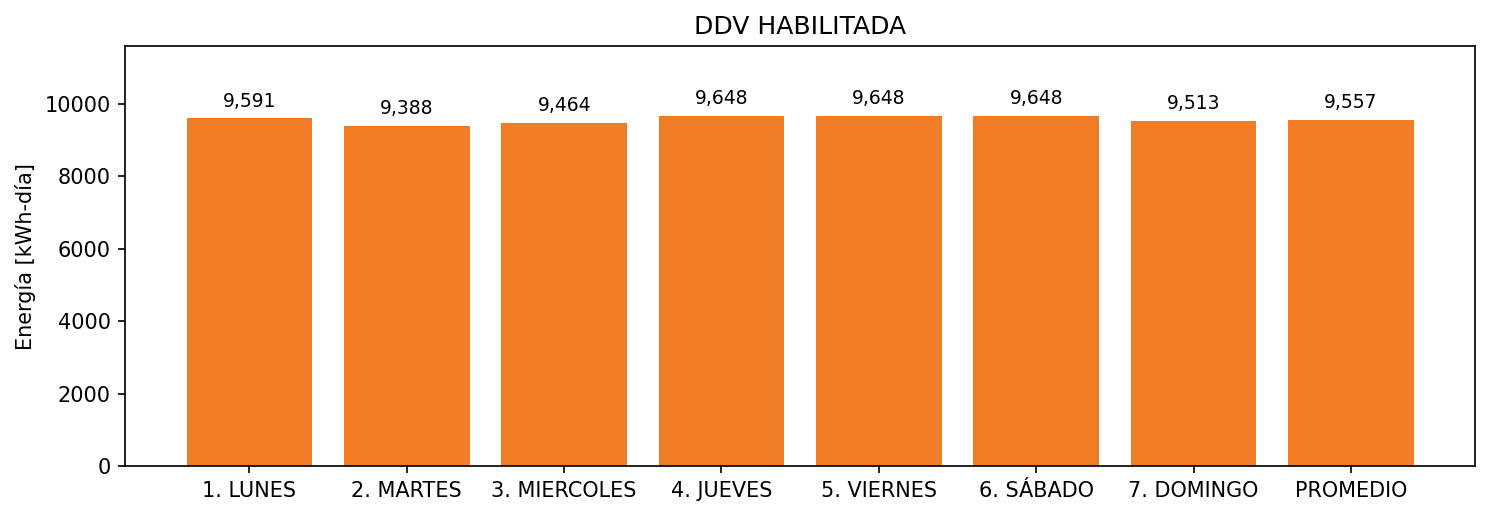 DDV HABILITADA
Energía [kWh-día]
10000
8000
6000
4000
2000
0
9,591
9,388
9,464
9,648
9,648
9,648
9,513
9,557
1. LUNES
2. MARTES
3. MIERCOLES
4. JUEVES
5. VIERNES
6. SÁBADO
7. DOMINGO
PROMEDIO